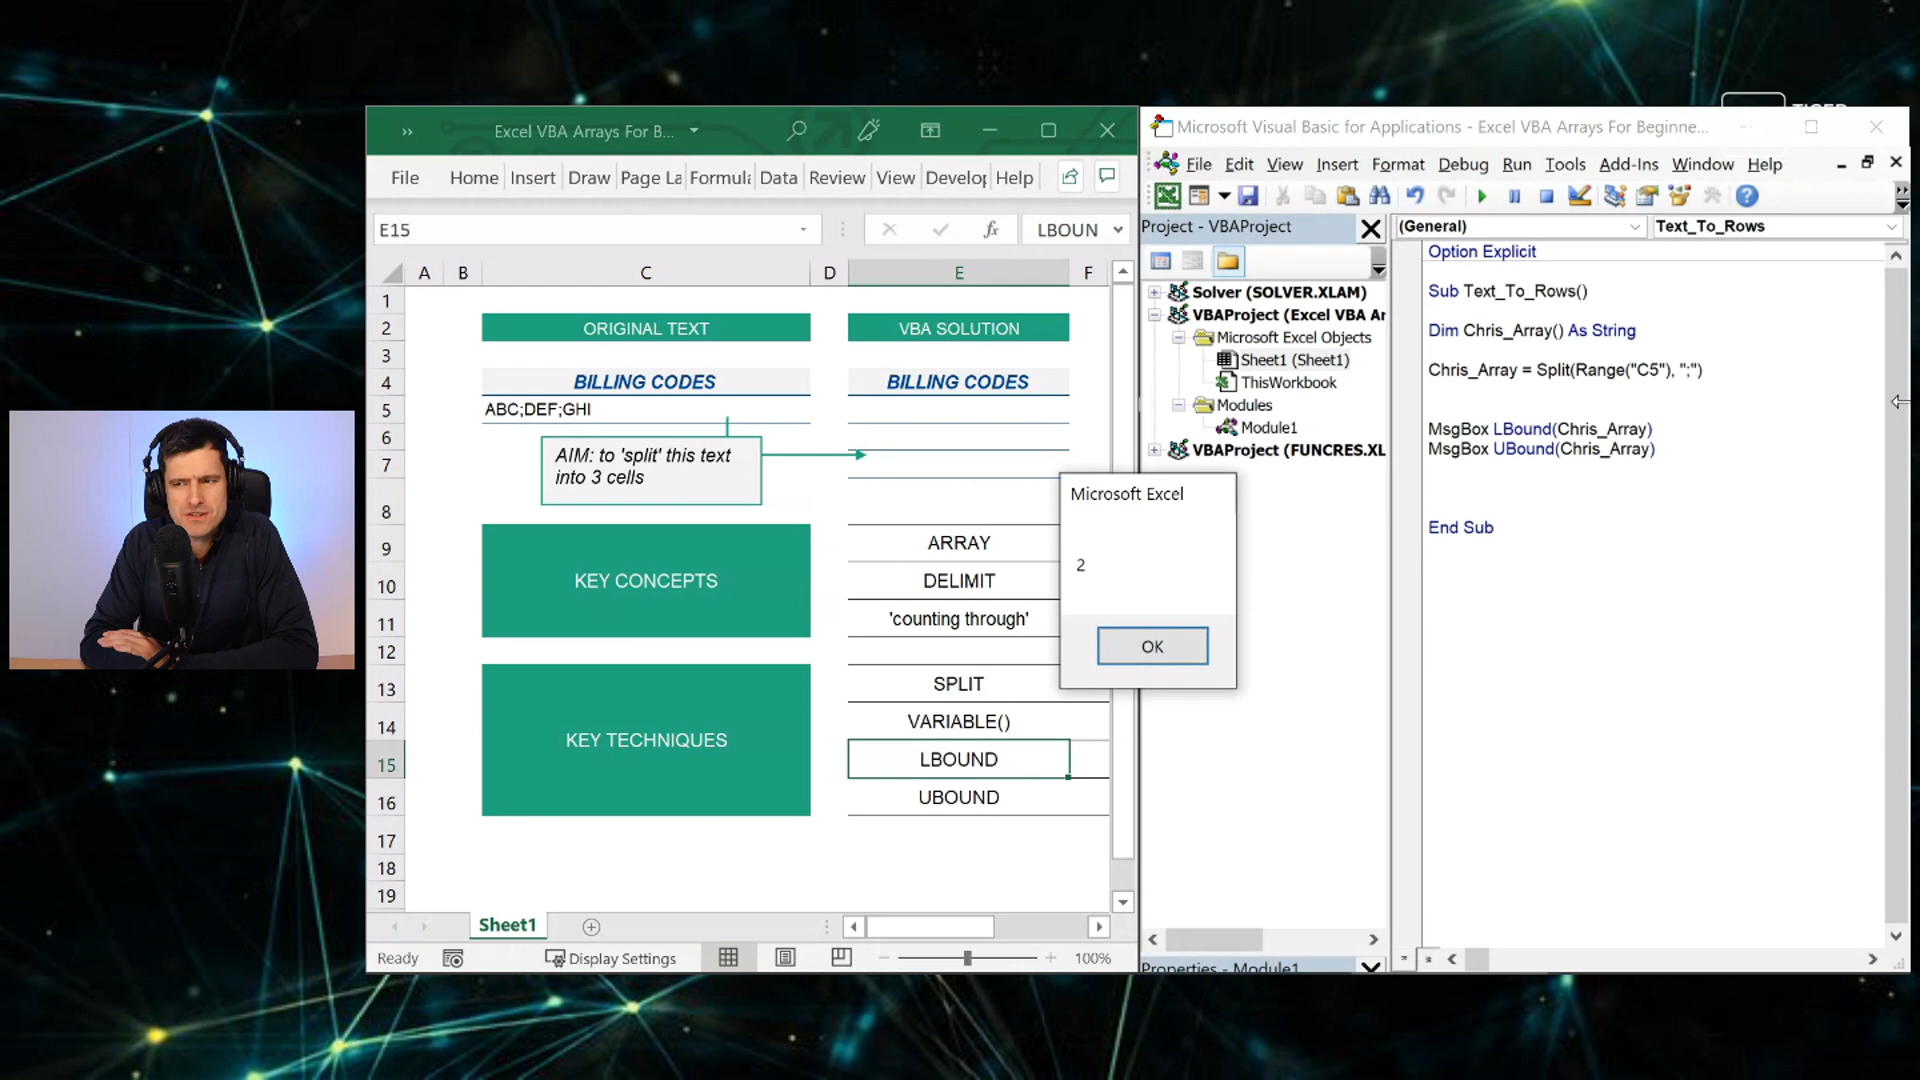 Excel VBA Arrays For B...
File Home Insert Draw Page La Formula Data Review View Develop Help
E15
fx
LBOUN
A B C D E F
1
2 ORIGINAL TEXT VBA SOLUTION
3
4 BILLING CODES BILLING CODES
5 ABC;DEF;GHI
6
AIM: to 'split' this text
into 3 cells
7
8
9 ARRAY
10 KEY CONCEPTS DELIMIT
11 'counting through'
12
13 SPLIT
14 VARIABLE()
KEY TECHNIQUES
15 LBOUND
16 UBOUND
17
18
19
Sheet1
Ready Display Settings 100%
Microsoft Excel
2
OK
Microsoft Visual Basic for Applications - Excel VBA Arrays For Beginne...
File Edit View Insert Format Debug Run Tools Add-Ins Window Help
Project - VBAProject
Solver (SOLVER.XLAM)
VBAProject (Excel VBA Ar
Microsoft Excel Objects
Sheet1 (Sheet1)
ThisWorkbook
Modules
Module1
VBAProject (FUNCRES.XL
Properties - Module1
(General) Text_To_Rows
Option Explicit
Sub Text_To_Rows()
Dim Chris_Array() As String
Chris_Array = Split(Range("C5"), ";")
MsgBox LBound(Chris_Array)
MsgBox UBound(Chris_Array)
End Sub